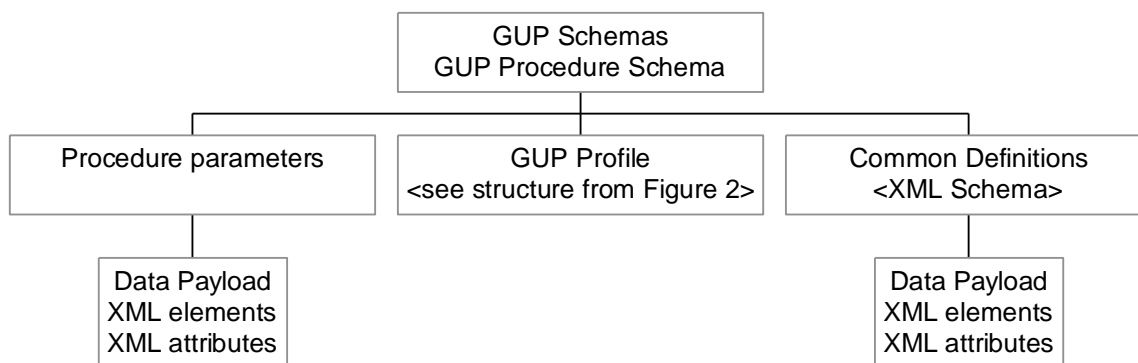 GUP Schemas
GUP Procedure Schema
Procedure parameters
GUP Profile
<see structure from Figure 2>
Common Definitions
<XML Schema>
Data Payload
XML elements
XML attributes
Data Payload
XML elements
XML attributes